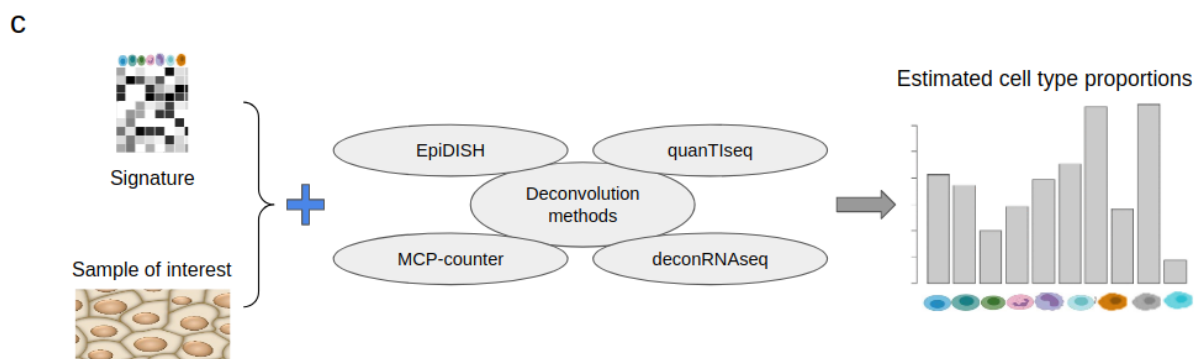 C
Signature
Sample of interest
EpiDISH
quanTIseq
Deconvolution
methods
MCP-counter
deconRNAseq
Estimated cell type proportions